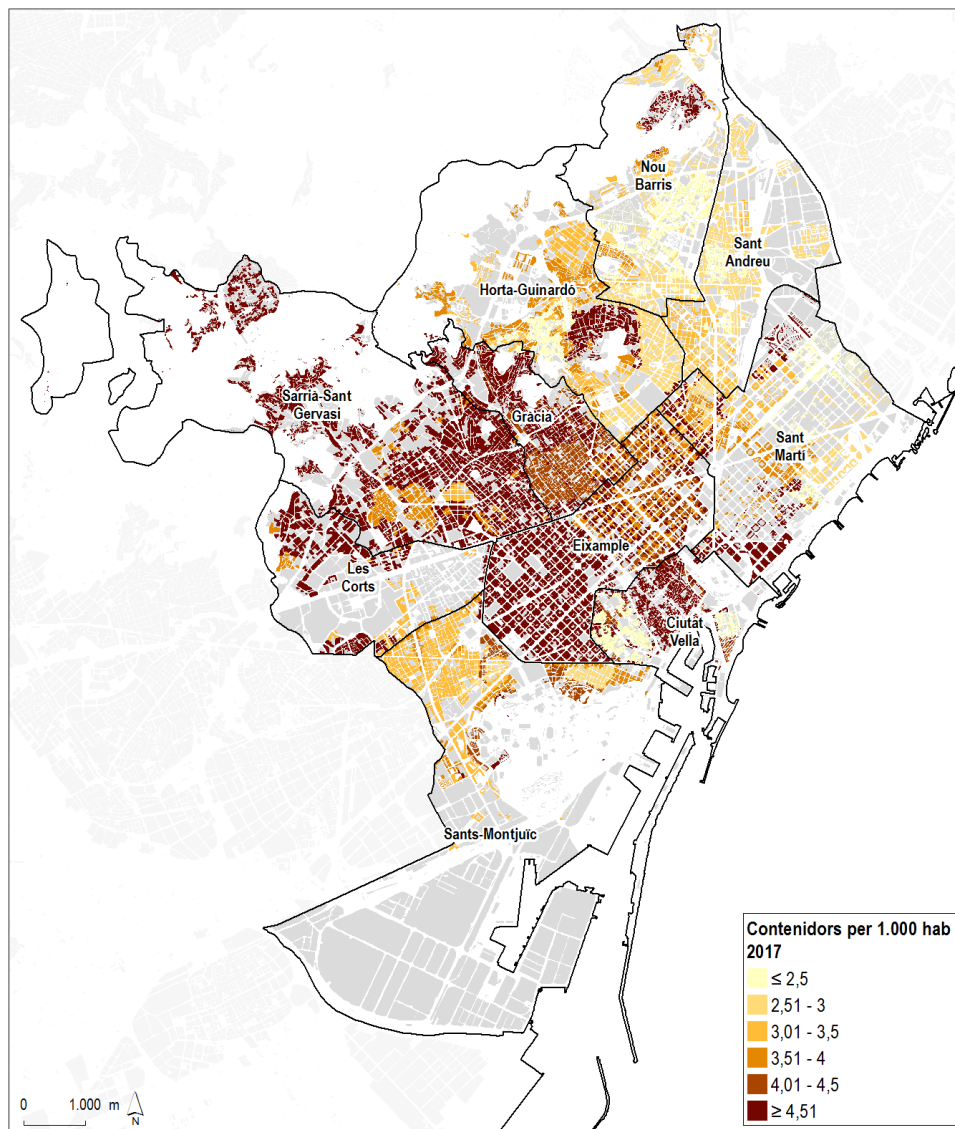 Nou
Barris
Sant
Andreu
Horta-Guinardó
Sarrià-Sant
Gervasi
Gràcia
Sant
Martí
Eixample
Les
Corts
Ciutat
Vella
Sants-Montjuïc
Contenidors per 1.000 hab
2017
≤ 2,5
2,51 - 3
3,01 - 3,5
3,51 - 4
4,01 - 4,5
≥ 4,51
0 1.000 m
N